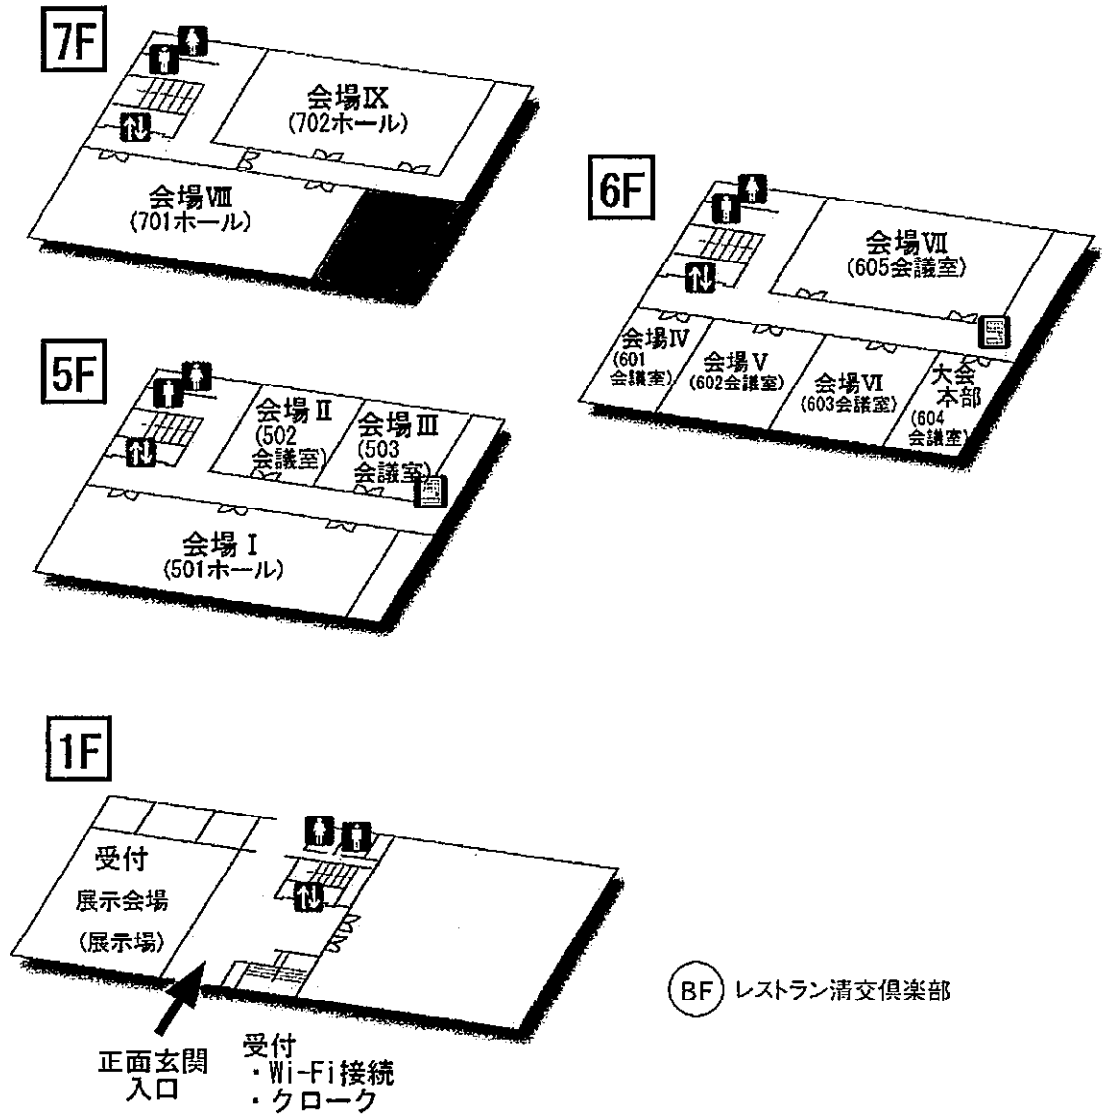 7F
会場Ⅸ
(702ホール)
会場Ⅷ
(701ホール)
6F
会場Ⅶ
(605会議室)
会場Ⅳ
(601
会議室)
会場Ⅴ
(602会議室)
会場Ⅵ
(603会議室)
大会
本部
(604
会議室)
5F
会場Ⅱ
(502
会議室)
会場Ⅲ
(503
会議室)
会場Ⅰ
(501ホール)
1F
受付
展示会場
(展示場)
正面玄関
入口
受付
・Wi-Fi接続
・クローク
BF レストラン清交倶楽部